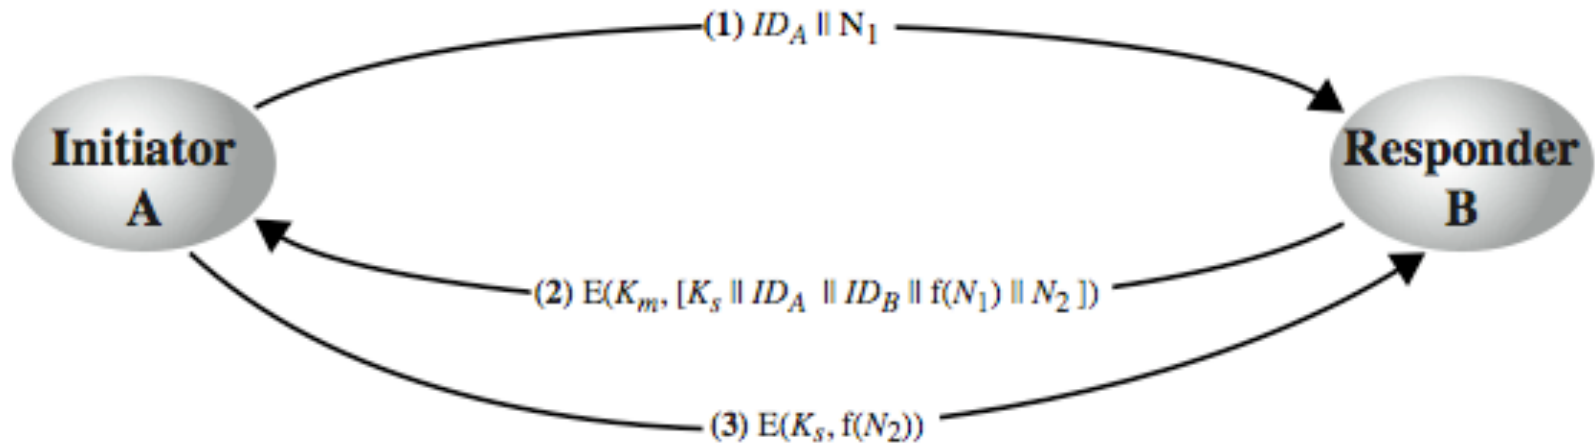 (1) ID_A || N_1
Initiator
A
Responder
B
(2) E(K_m, [K_s || ID_A || ID_B || f(N_1) || N_2 ])
(3) E(K_s, f(N_2))